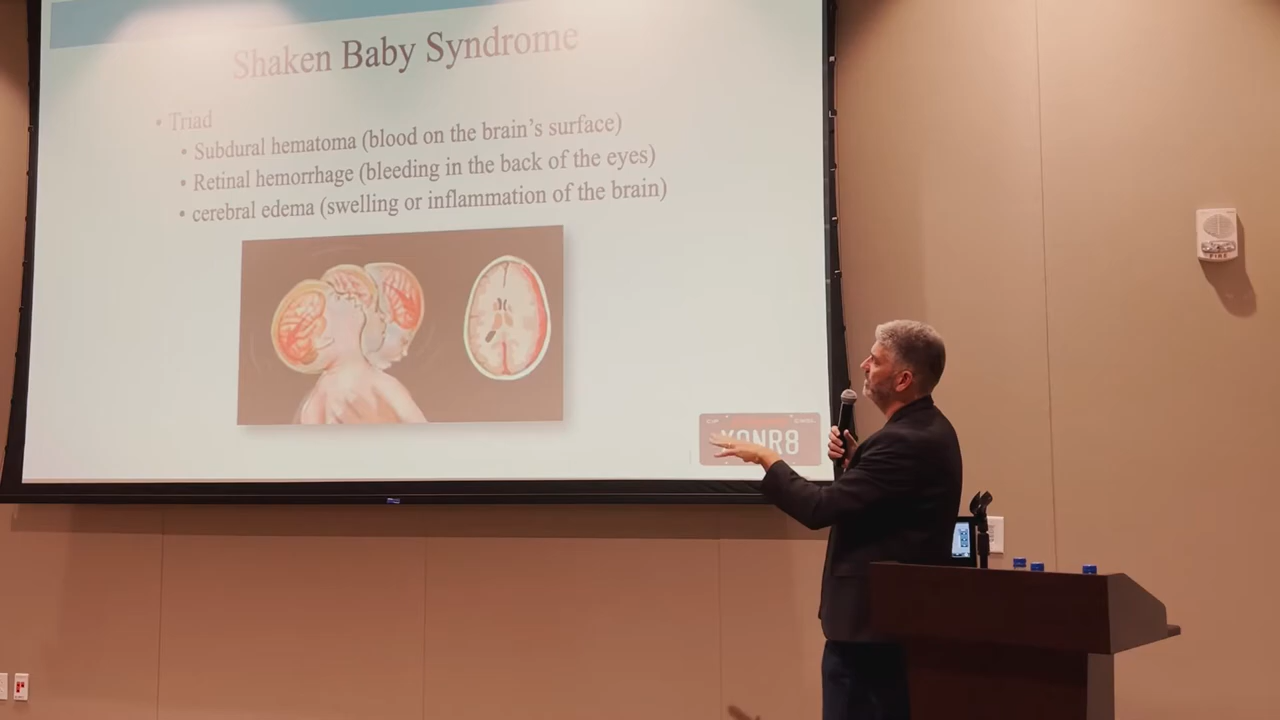 Shaken Baby Syndrome
• Triad
• Subdural hematoma (blood on the brain's surface)
• Retinal hemorrhage (bleeding in the back of the eyes)
• cerebral edema (swelling or inflammation of the brain)
X0NR8
FIRE